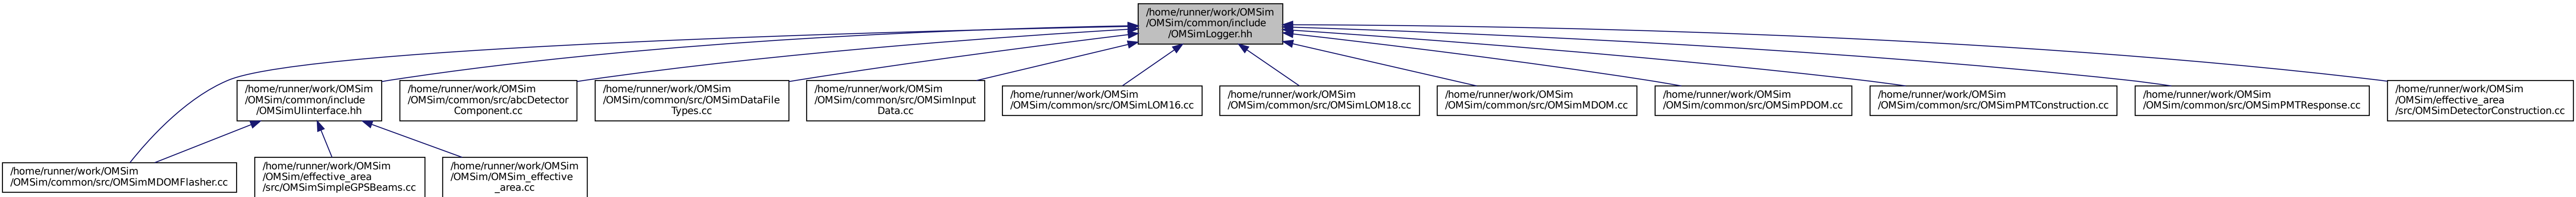 /home/runner/work/OMSim
/OMSim/common/include
/OMSimLogger.hh
/home/runner/work/OMSim
/OMSim/common/include
/OMSimUIinterface.hh
/home/runner/work/OMSim
/OMSim/common/src/abcDetector
Component.cc
/home/runner/work/OMSim
/OMSim/common/src/OMSimDataFile
Types.cc
/home/runner/work/OMSim
/OMSim/common/src/OMSimInput
Data.cc
/home/runner/work/OMSim
/OMSim/common/src/OMSimLOM16.cc
/home/runner/work/OMSim
/OMSim/common/src/OMSimLOM18.cc
/home/runner/work/OMSim
/OMSim/common/src/OMSimMDOM.cc
/home/runner/work/OMSim
/OMSim/common/src/OMSimPDOM.cc
/home/runner/work/OMSim
/OMSim/common/src/OMSimPMTConstruction.cc
/home/runner/work/OMSim
/OMSim/common/src/OMSimPMTResponse.cc
/home/runner/work/OMSim
/OMSim/effective_area
/src/OMSimDetectorConstruction.cc
/home/runner/work/OMSim
/OMSim/common/src/OMSimMDOMFlasher.cc
/home/runner/work/OMSim
/OMSim/effective_area
/src/OMSimSimpleGPSBeams.cc
/home/runner/work/OMSim
/OMSim/OMSim_effective
_area.cc